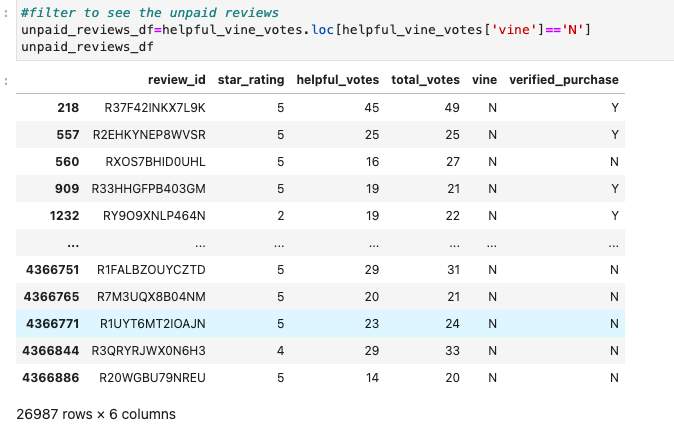 #filter to see the unpaid reviews
unpaid_reviews_df=helpful_vine_votes.loc[helpful_vine_votes['vine']=='N']
unpaid_reviews_df
review_id star_rating helpful_votes total_votes vine verified_purchase
218 R37F42INKX7L9K 5 45 49 N Y
557 R2EHKYNEP8WVSR 5 25 25 N Y
560 RXOS7BHID0UHL 5 16 27 N N
909 R33HHGFPB403GM 5 19 21 N Y
1232 RY9O9XNLP464N 2 19 22 N Y
... ... ... ... ... ... ...
4366751 R1FALBZOUYCZTD 5 29 31 N N
4366765 R7M3UQX8B04NM 5 20 21 N N
4366771 R1UYT6MT2IOAJN 5 23 24 N N
4366844 R3QRYRJWX0N6H3 4 29 33 N N
4366886 R20WGBU79NREU 5 14 20 N N
26987 rows × 6 columns